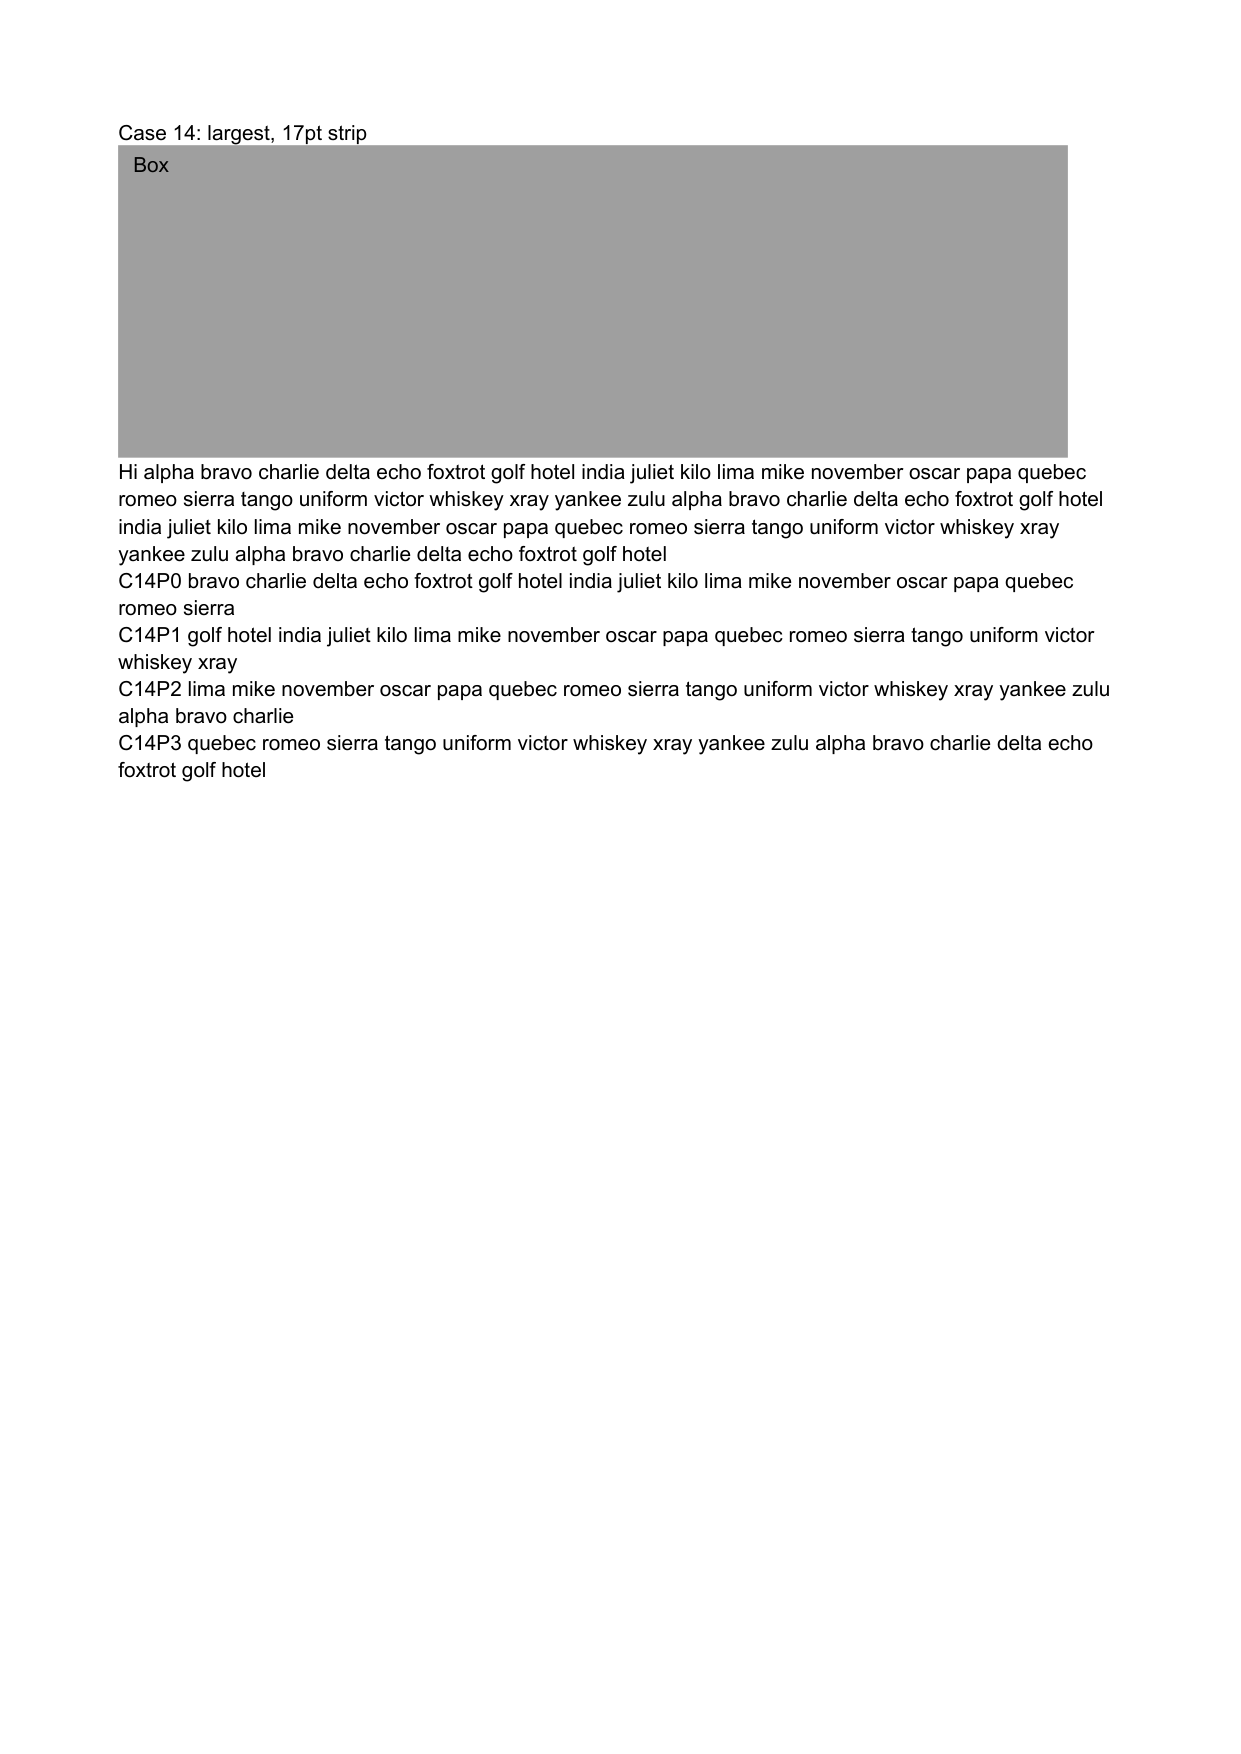 Case 14: largest, 17pt strip
Box
Hi alpha bravo charlie delta echo foxtrot golf hotel india juliet kilo lima mike november oscar papa quebec
romeo sierra tango uniform victor whiskey xray yankee zulu alpha bravo charlie delta echo foxtrot golf hotel
india juliet kilo lima mike november oscar papa quebec romeo sierra tango uniform victor whiskey xray
yankee zulu alpha bravo charlie delta echo foxtrot golf hotel
C14P0 bravo charlie delta echo foxtrot golf hotel india juliet kilo lima mike november oscar papa quebec
romeo sierra
C14P1 golf hotel india juliet kilo lima mike november oscar papa quebec romeo sierra tango uniform victor
whiskey xray
C14P2 lima mike november oscar papa quebec romeo sierra tango uniform victor whiskey xray yankee zulu
alpha bravo charlie
C14P3 quebec romeo sierra tango uniform victor whiskey xray yankee zulu alpha bravo charlie delta echo
foxtrot golf hotel